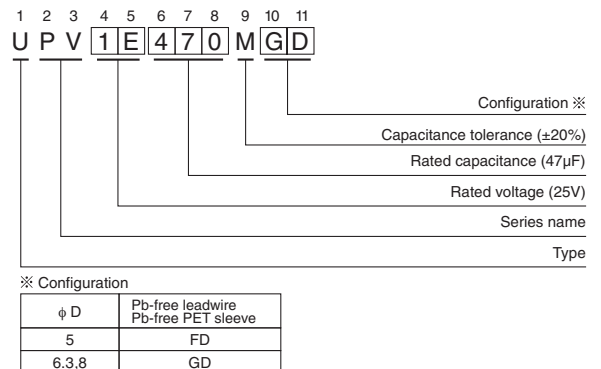 1 2 3 4 5 6 7 8 9 10 11
U P V 1 E 4 7 0 M G D
Configuration ※
Capacitance tolerance (±20%)
Rated capacitance (47µF)
Rated voltage (25V)
Series name
Type
※ Configuration
ϕ D
Pb-free leadwire
Pb-free PET sleeve
5 FD
6.3,8 GD